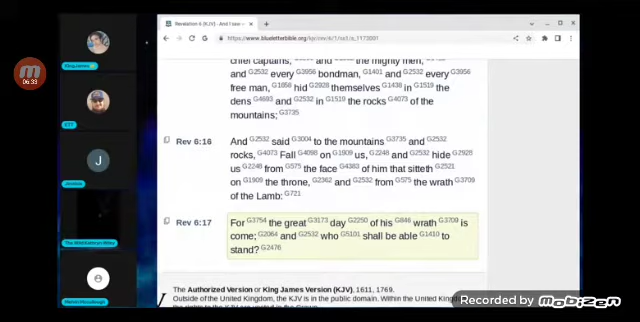 Revelation 6 (KJV) - And I saw
https://www.blueletterbible.org/kjv/rev/6/1/
King James
06:33
chief captains, and the mighty men,
and G2532 every G3956 bondman, G1401 and G2532 every G3956
free man, G1658 hid G2928 themselves G1438 in G1519 the
dens G4693 and G2532 in G1519 the rocks G4073 of the
mountains; G3735
Rev 6:16 And G2532 said G3004 to the mountains G3735 and G2532
rocks, G4073 Fall G4098 on G1909 us, G2248 and G2532 hide G2928
us G2248 from G575 the face G4383 of him that sitteth G2521
on G1909 the throne, G2362 and G2532 from G575 the wrath G3709
of the Lamb: G721
J
Rev 6:17 For G3754 the great G3173 day G2250 of his G846 wrath G3709 is
come; G2064 and G2532 who G5101 shall be able G1410 to
stand? G2476
The Authorized Version or King James Version (KJV), 1611, 1769.
Outside of the United Kingdom, the KJV is in the public domain. Within the United
Recorded by MOBIZEN